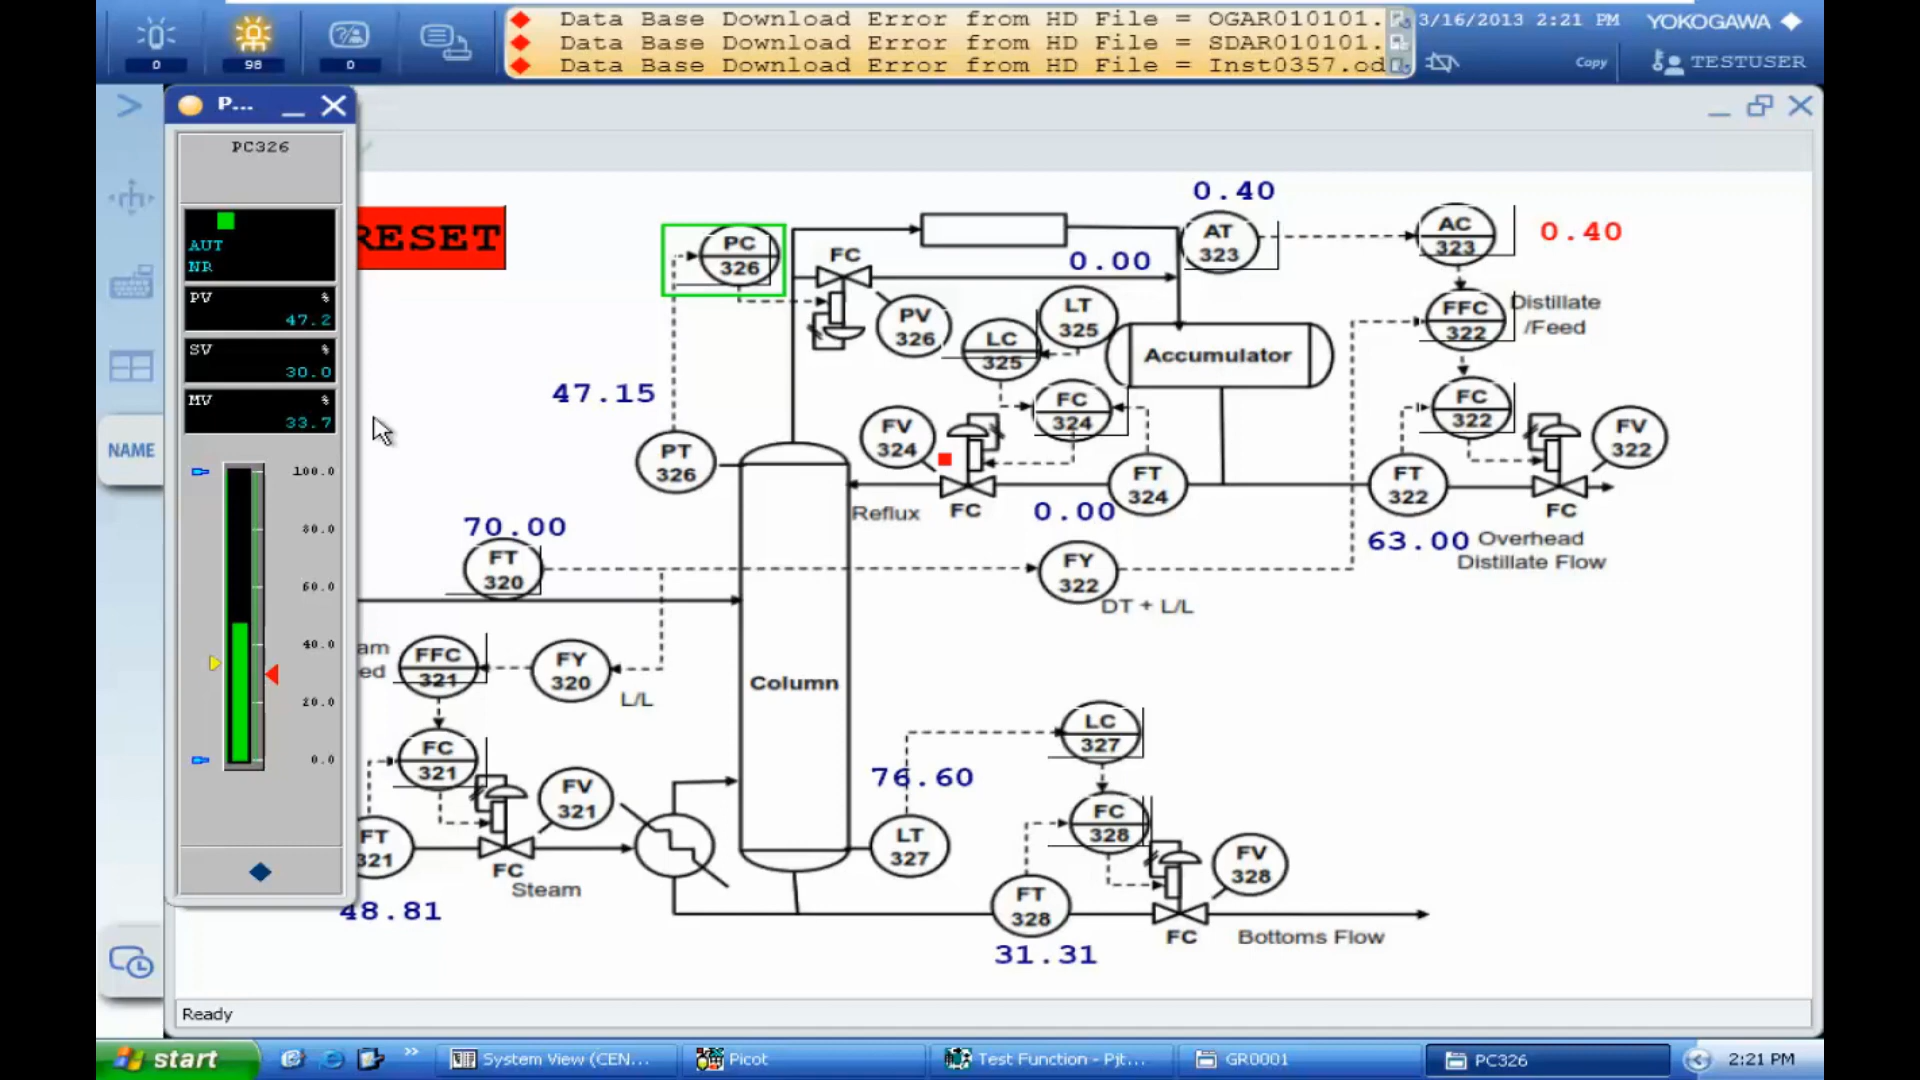 Data Base Download Error from HD File = OGAR010101.
Data Base Download Error from HD File = SDAR010101.
Data Base Download Error from HD File = Inst0357.od
3/16/2013 2:21 PM
YOKOGAWA
0
98
0
Copy
TESTUSER
P...
PC326
AUT
NR
PV %
47.2
SV %
30.0
MV %
33.7
100.0
80.0
60.0
40.0
20.0
0.0
NAME
RESET
PC
326
FC
0.00
0.40
AT
323
AC
323
0.40
PV
326
LT
325
LC
325
FFC
322
Distillate
/Feed
Accumulator
47.15
FC
324
FC
322
FV
324
FV
322
PT
326
FT
324
FT
322
Reflux
FC
0.00
FC
63.00
Overhead
Distillate Flow
70.00
FT
320
FY
322
DT + L/L
am
ed
FFC
321
FY
320
L/L
Column
FC
321
LC
327
76.60
FV
321
FC
328
FT
321
FC
Steam
LT
327
FV
328
48.81
FT
328
FC
Bottoms Flow
31.31
Ready
start
System View (CEN...
Picot
Test Function - Pjt...
GR0001
PC326
2:21 PM